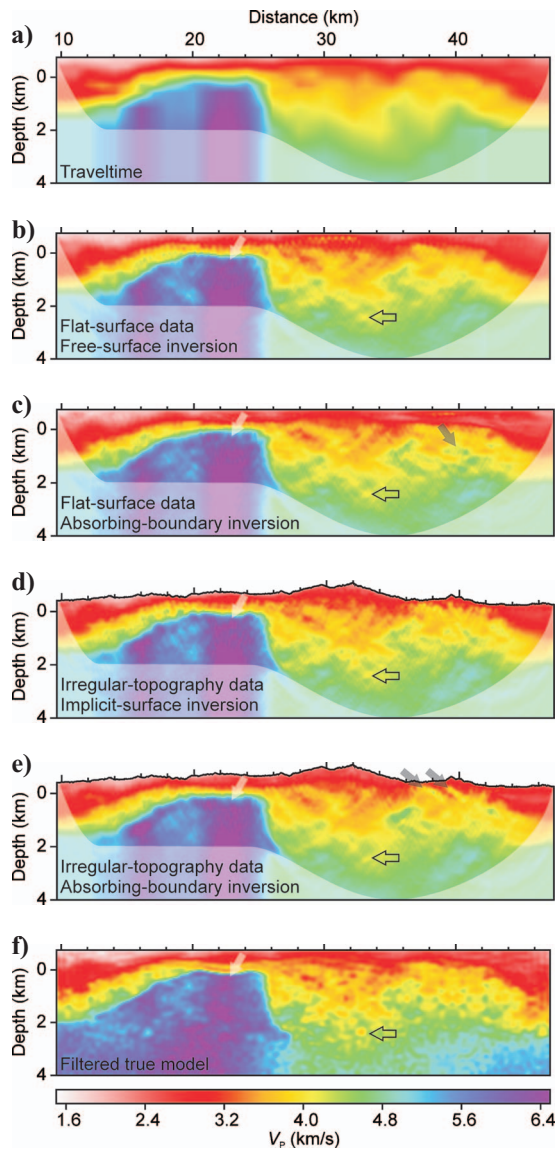 Distance (km)
a) 10 20 30 40
0
2
4
Depth (km)
Traveltime
b)
0
2
4
Depth (km)
Flat-surface data
Free-surface inversion
c)
0
2
4
Depth (km)
Flat-surface data
Absorbing-boundary inversion
d)
0
2
4
Depth (km)
Irregular-topography data
Implicit-surface inversion
e)
0
2
4
Depth (km)
Irregular-topography data
Absorbing-boundary inversion
f)
0
2
4
Depth (km)
Filtered true model
1.6 2.4 3.2 4.0 4.8 5.6 6.4
VP (km/s)